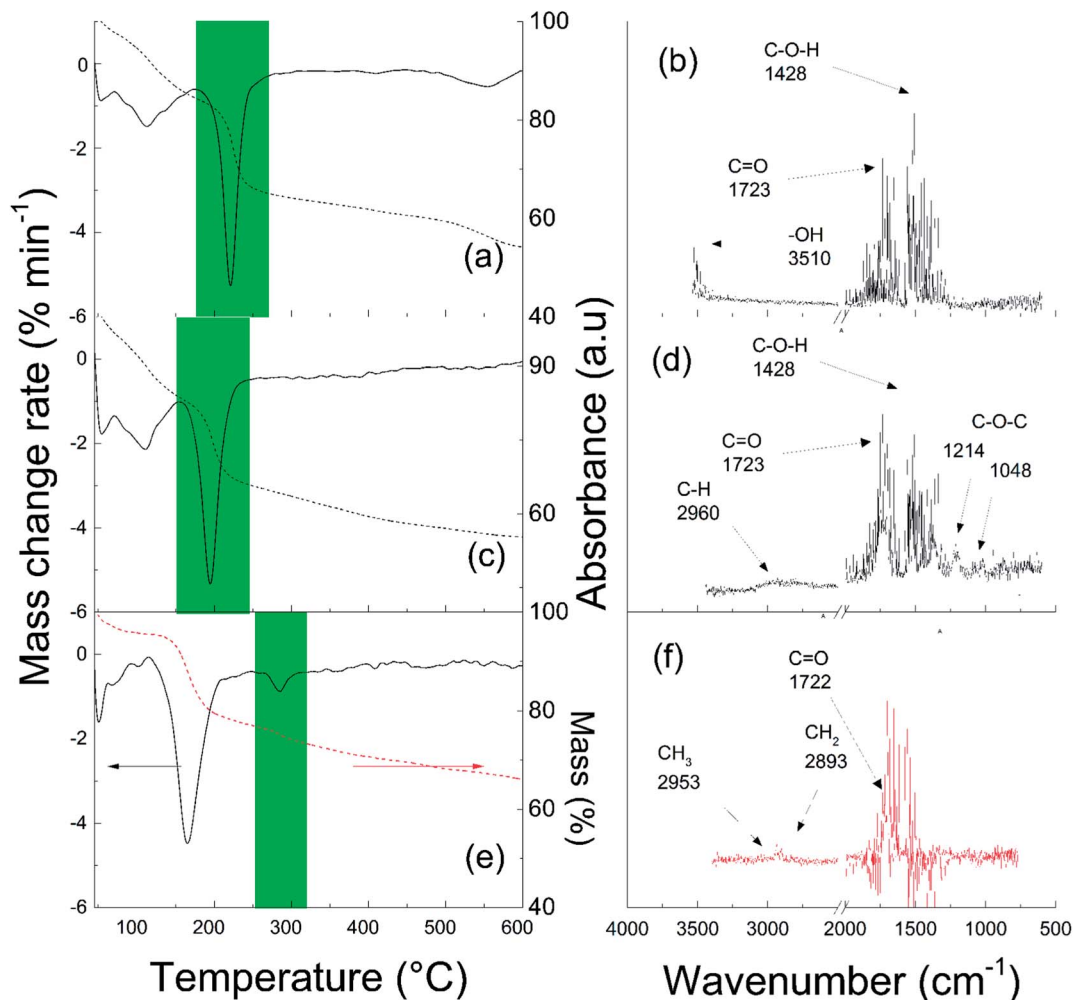 Mass change rate (% min⁻¹)
0
-2
-4
-6
100
80
60
40
(a)
0
-2
-4
-6
90
60
(c)
0
-2
-4
-6
100
80
60
40
(e)
Mass (%)
100 200 300 400 500 600
Temperature (°C)
Absorbance (a.u)
(b)
C-O-H
1428
C=O
1723
-OH
3510
A
(d)
C-O-H
1428
C=O
1723
C-H
2960
C-O-C
1214
1048
A
A
(f)
C=O
1722
CH₃
2953
CH₂
2893
4000 3500 3000 2500 2000 1500 1000 500
Wavenumber (cm⁻¹)